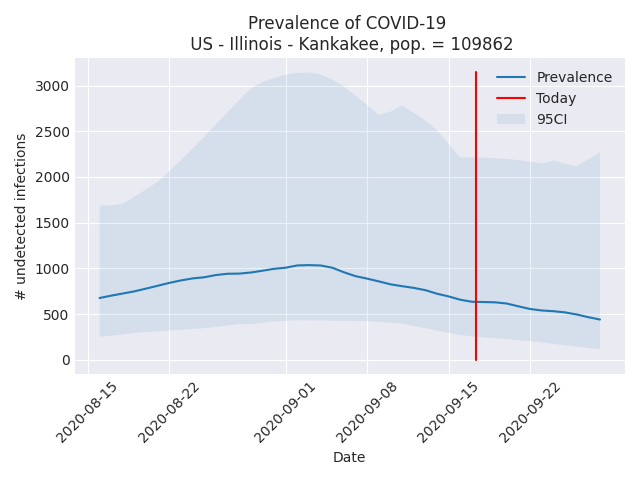 Prevalence of COVID-19
US - Illinois - Kankakee, pop. = 109862
Prevalence
Today
95CI
# undetected infections
3000
2500
2000
1500
1000
500
0
2020-08-15
2020-08-22
2020-09-01
2020-09-08
2020-09-15
2020-09-22
Date